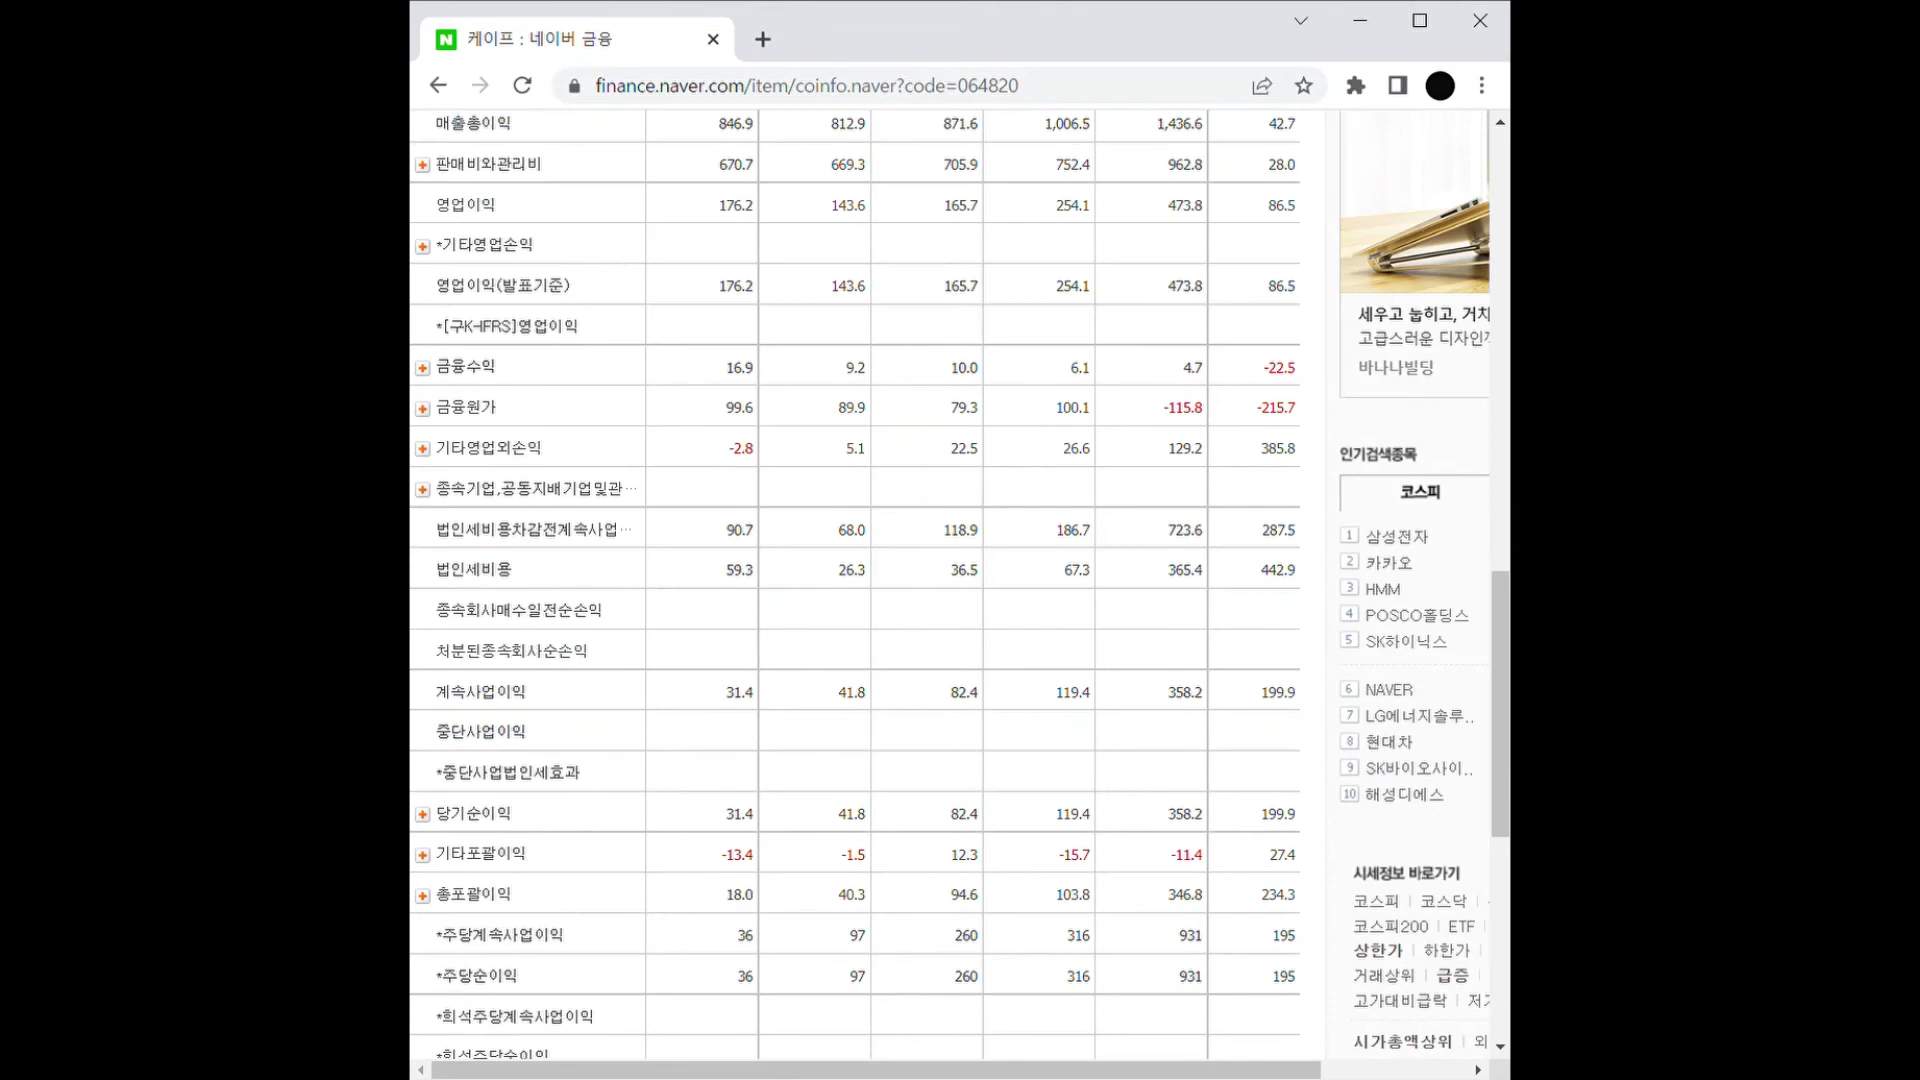 케이프 : 네이버 금융
finance.naver.com/item/coinfo.naver?code=064820
매출총이익 846.9 812.9 871.6 1,006.5 1,436.6 42.7
판매비와관리비 670.7 669.3 705.9 752.4 962.8 28.0
영업이익 176.2 143.6 165.7 254.1 473.8 86.5
*기타영업손익
영업이익(발표기준) 176.2 143.6 165.7 254.1 473.8 86.5
*[구K-IFRS]영업이익
금융수익 16.9 9.2 10.0 6.1 4.7 -22.5
금융원가 99.6 89.9 79.3 100.1 -115.8 -215.7
기타영업외손익 -2.8 5.1 22.5 26.6 129.2 385.8
종속기업,공동지배기업및관…
법인세비용차감전계속사업… 90.7 68.0 118.9 186.7 723.6 287.5
법인세비용 59.3 26.3 36.5 67.3 365.4 442.9
종속회사매수일전순손익
처분된종속회사순손익
계속사업이익 31.4 41.8 82.4 119.4 358.2 199.9
중단사업이익
*중단사업법인세효과
당기순이익 31.4 41.8 82.4 119.4 358.2 199.9
기타포괄이익 -13.4 -1.5 12.3 -15.7 -11.4 27.4
총포괄이익 18.0 40.3 94.6 103.8 346.8 234.3
*주당계속사업이익 36 97 260 316 931 195
*주당순이익 36 97 260 316 931 195
*희석주당계속사업이익
*희석주당순이익
세우고 눕히고, 거치
고급스러운 디자인
바나나빌딩
인기검색종목
코스피
1 삼성전자
2 카카오
3 HMM
4 POSCO홀딩스
5 SK하이닉스
6 NAVER
7 LG에너지솔루..
8 현대차
9 SK바이오사이..
10 해성디에스
시세정보 바로가기
코스피 | 코스닥 |
코스피200 | ETF |
상한가 | 하한가 |
거래상위 | 급증 |
고가대비급락 | 저가
시가총액상위 | 외